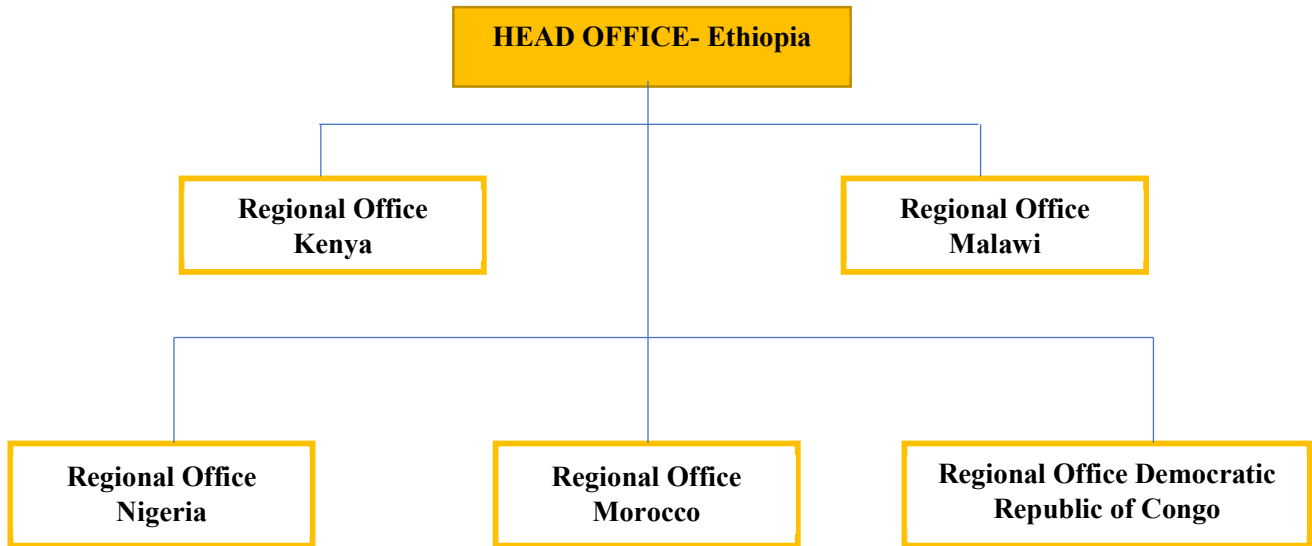 HEAD OFFICE- Ethiopia
Regional Office
Kenya
Regional Office
Malawi
Regional Office
Nigeria
Regional Office
Morocco
Regional Office Democratic
Republic of Congo